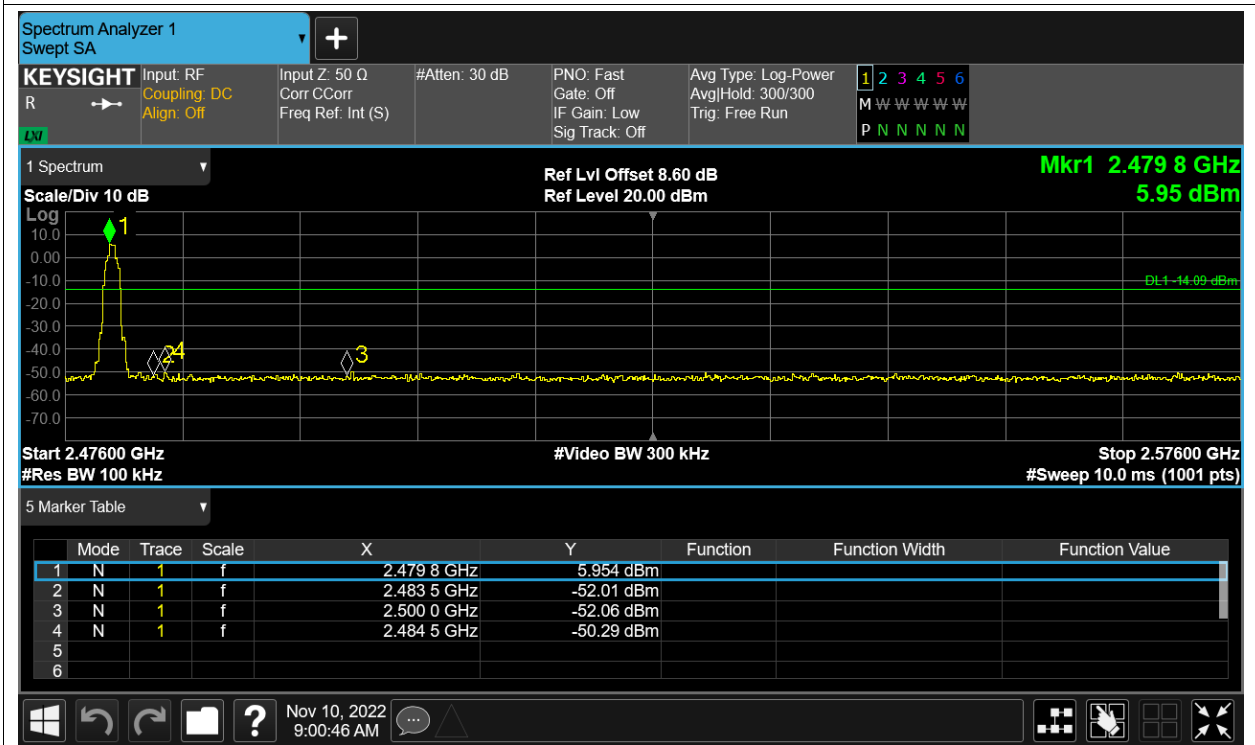 Spectrum Analyzer 1
Swept SA
KEYSIGHT Input: RF Input Z: 50 Ω #Atten: 30 dB PNO: Fast Avg Type: Log-Power 1 2 3 4 5 6
R Coupling: DC Corr CCorr Gate: Off Avg|Hold: 300/300 M W W W W W
Align: Off Freq Ref: Int (S) IF Gain: Low Trig: Free Run
LXI Sig Track: Off P N N N N N
1 Spectrum Ref Lvl Offset 8.60 dB Mkr1 2.479 8 GHz
Scale/Div 10 dB Ref Level 20.00 dBm 5.95 dBm
Log
1
10.0
0.00
-10.0 DL1 -14.09 dBm
-20.0
-30.0
-40.0 2 4 3
-50.0
-60.0
-70.0
Start 2.47600 GHz #Video BW 300 kHz Stop 2.57600 GHz
#Res BW 100 kHz #Sweep 10.0 ms (1001 pts)
5 Marker Table
Mode Trace Scale X Y Function Function Width Function Value
1 N 1 f 2.479 8 GHz 5.954 dBm
2 N 1 f 2.483 5 GHz -52.01 dBm
3 N 1 f 2.500 0 GHz -52.06 dBm
4 N 1 f 2.484 5 GHz -50.29 dBm
5
6
? Nov 10, 2022
9:00:46 AM